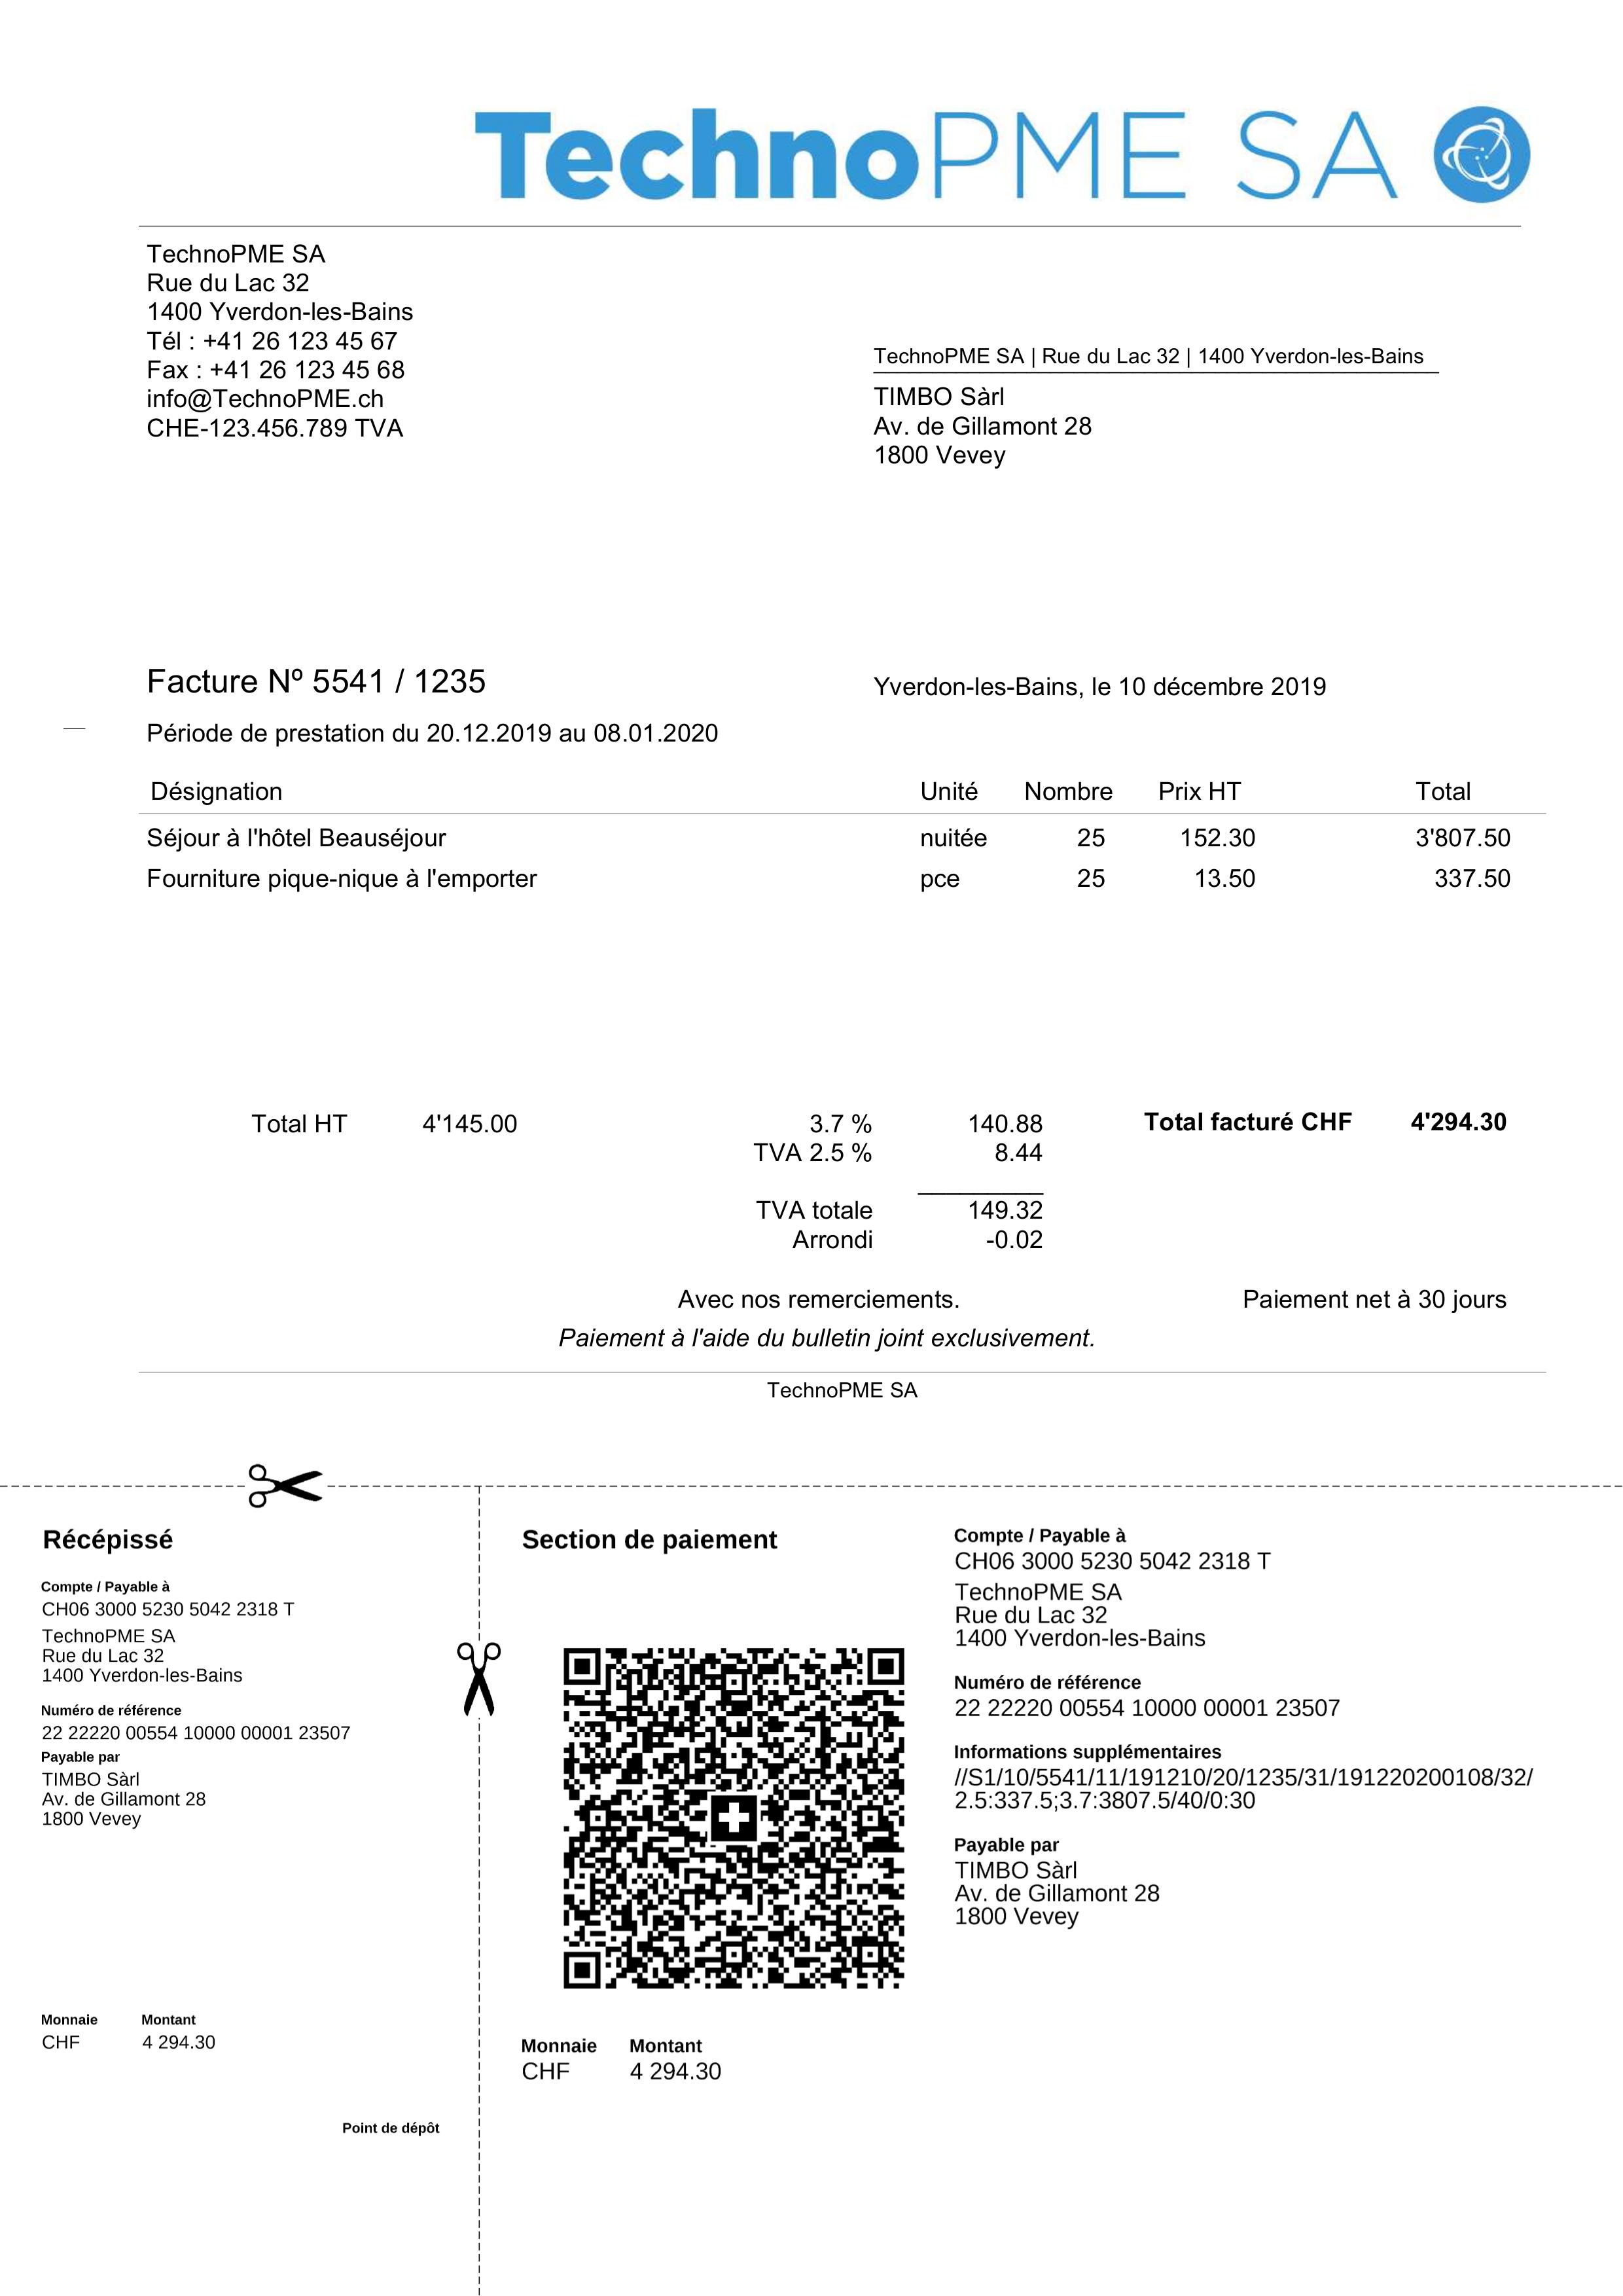 TechnoPME SA
TechnoPME SA
Rue du Lac 32
1400 Yverdon-les-Bains
Tél : +41 26 123 45 67
Fax : +41 26 123 45 68
info@TechnoPME.ch
CHE-123.456.789 TVA
TechnoPME SA | Rue du Lac 32 | 1400 Yverdon-les-Bains
TIMBO Sàrl
Av. de Gillamont 28
1800 Vevey
Facture Nº 5541 / 1235
Yverdon-les-Bains, le 10 décembre 2019
Période de prestation du 20.12.2019 au 08.01.2020
Désignation Unité Nombre Prix HT Total
Séjour à l'hôtel Beauséjour nuitée 25 152.30 3'807.50
Fourniture pique-nique à l'emporter pce 25 13.50 337.50
Total HT 4'145.00 3.7 % 140.88 Total facturé CHF 4'294.30
TVA 2.5 % 8.44
TVA totale 149.32
Arrondi -0.02
Avec nos remerciements. Paiement net à 30 jours
Paiement à l'aide du bulletin joint exclusivement.
TechnoPME SA
Récépissé
Compte / Payable à
CH06 3000 5230 5042 2318 T
TechnoPME SA
Rue du Lac 32
1400 Yverdon-les-Bains
Numéro de référence
22 22220 00554 10000 00001 23507
Payable par
TIMBO Sàrl
Av. de Gillamont 28
1800 Vevey
Monnaie Montant
CHF 4 294.30
Point de dépôt
Section de paiement
Monnaie Montant
CHF 4 294.30
Compte / Payable à
CH06 3000 5230 5042 2318 T
TechnoPME SA
Rue du Lac 32
1400 Yverdon-les-Bains
Numéro de référence
22 22220 00554 10000 00001 23507
Informations supplémentaires
//S1/10/5541/11/191210/20/1235/31/191220200108/32/
2.5:337.5;3.7:3807.5/40/0:30
Payable par
TIMBO Sàrl
Av. de Gillamont 28
1800 Vevey